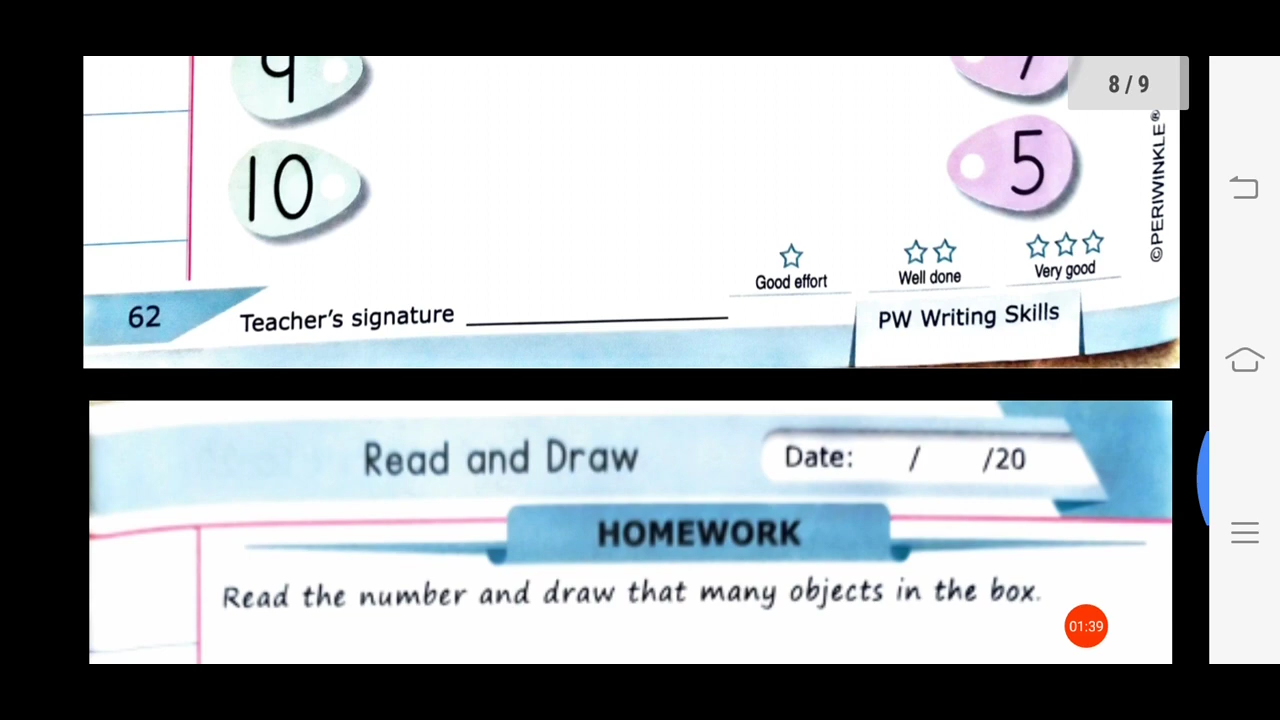 9
7
8 / 9
10
5
©PERIWINKLE®
Good effort
Well done
Very good
62
Teacher's signature
PW Writing Skills
Read and Draw
Date: / /20
HOMEWORK
Read the number and draw that many objects in the box.
01:39